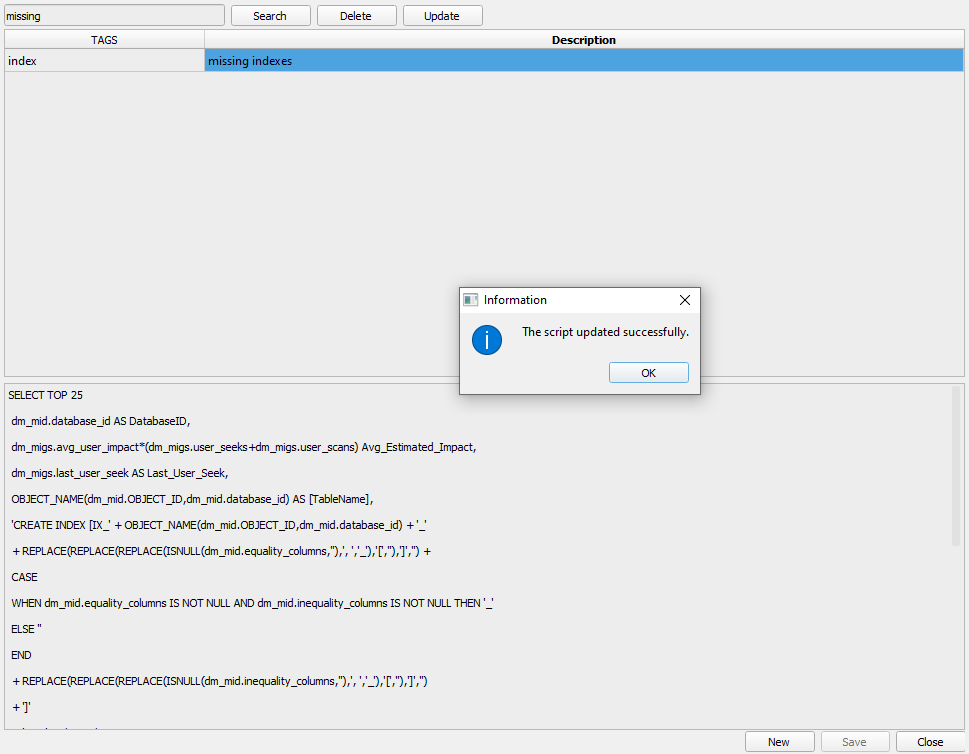 missing Search Delete Update
TAGS Description
index missing indexes
Information
The script updated successfully.
OK
SELECT TOP 25
dm_mid.database_id AS DatabaseID,
dm_migs.avg_user_impact*(dm_migs.user_seeks+dm_migs.user_scans) Avg_Estimated_Impact,
dm_migs.last_user_seek AS Last_User_Seek,
OBJECT_NAME(dm_mid.OBJECT_ID,dm_mid.database_id) AS [TableName],
'CREATE INDEX [IX_' + OBJECT_NAME(dm_mid.OBJECT_ID,dm_mid.database_id) + '_'
+ REPLACE(REPLACE(REPLACE(ISNULL(dm_mid.equality_columns,''),', ','_'),'[',''),']','') +
CASE
WHEN dm_mid.equality_columns IS NOT NULL AND dm_mid.inequality_columns IS NOT NULL THEN '_'
ELSE ''
END
+ REPLACE(REPLACE(REPLACE(ISNULL(dm_mid.inequality_columns,''),', ','_'),'[',''),']','')
+ ']'
New Save Close